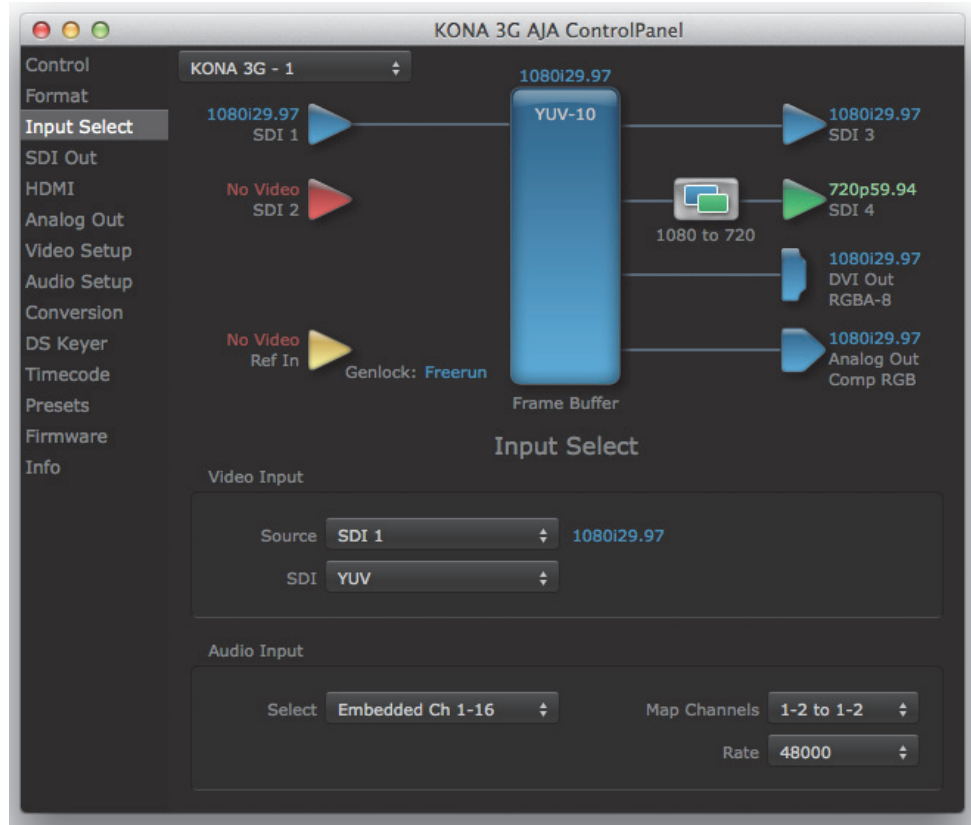 KONA 3G AJA ControlPanel
Control
Format
Input Select
SDI Out
HDMI
Analog Out
Video Setup
Audio Setup
Conversion
DS Keyer
Timecode
Presets
Firmware
Info
KONA 3G - 1
1080i29.97
SDI 1
No Video
SDI 2
No Video
Ref In
Genlock: Freerun
1080i29.97
YUV-10
Frame Buffer
1080 to 720
1080i29.97
SDI 3
720p59.94
SDI 4
1080i29.97
DVI Out
RGBA-8
1080i29.97
Analog Out
Comp RGB
Input Select
Video Input
Source SDI 1 1080i29.97
SDI YUV
Audio Input
Select Embedded Ch 1-16 Map Channels 1-2 to 1-2
Rate 48000